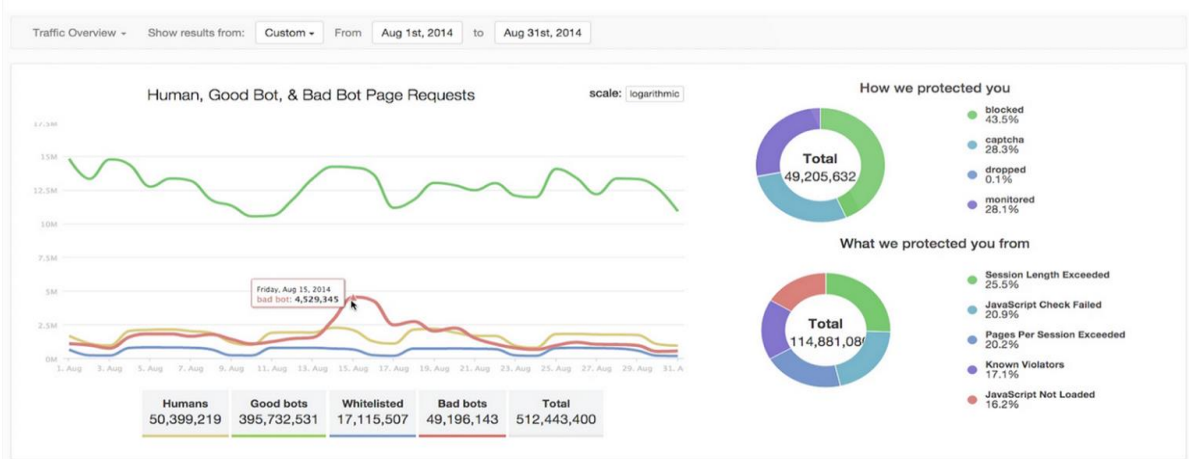 Traffic Overview
Show results from:
Custom
From
Aug 1st, 2014
to
Aug 31st, 2014
Human, Good Bot, & Bad Bot Page Requests
scale: logarithmic
17.5M
15M
12.5M
10M
7.5M
5M
2.5M
0M
Friday, Aug 15, 2014
bad bot: 4,529,345
1. Aug 3. Aug 5. Aug 7. Aug 9. Aug 11. Aug 13. Aug 15. Aug 17. Aug 19. Aug 21. Aug 23. Aug 25. Aug 27. Aug 29. Aug 31. A
Humans
50,399,219
Good bots
395,732,531
Whitelisted
17,115,507
Bad bots
49,196,143
Total
512,443,400
How we protected you
Total
49,205,632
blocked
43.5%
captcha
28.3%
dropped
0.1%
monitored
28.1%
What we protected you from
Total
114,881,08
Session Length Exceeded
25.5%
JavaScript Check Failed
20.9%
Pages Per Session Exceeded
20.2%
Known Violators
17.1%
JavaScript Not Loaded
16.2%